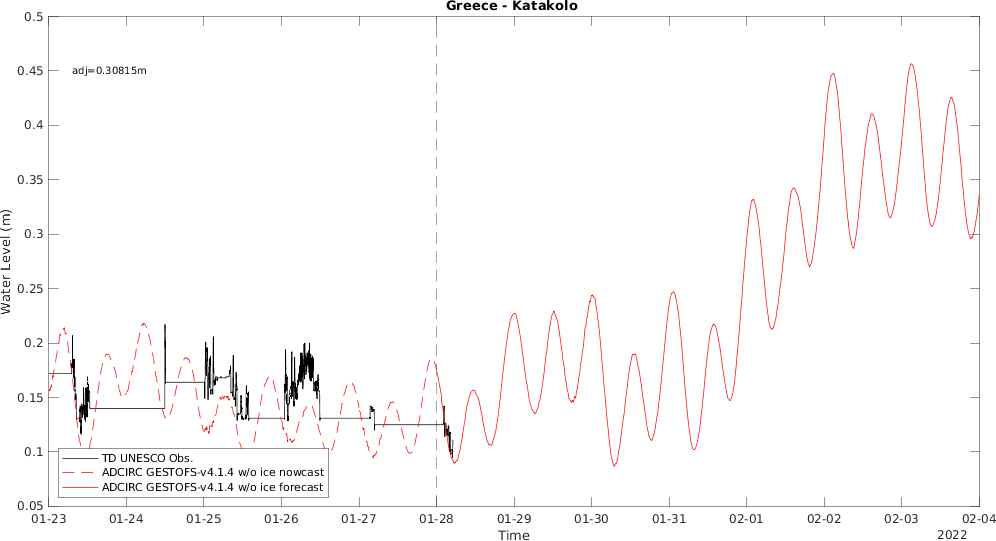 Greece - Katakolo
adj=0.30815m
0.5
0.45
0.4
0.35
0.3
0.25
0.2
0.15
0.1
0.05
Water Level (m)
TD UNESCO Obs.
ADCIRC GESTOFS-v4.1.4 w/o ice nowcast
ADCIRC GESTOFS-v4.1.4 w/o ice forecast
01-23 01-24 01-25 01-26 01-27 01-28 01-29 01-30 01-31 02-01 02-02 02-03 02-04
Time
2022